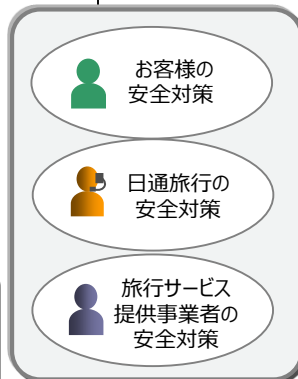 お客様の
安全対策
日通旅行の
安全対策
旅行サービス
提供事業者の
安全対策